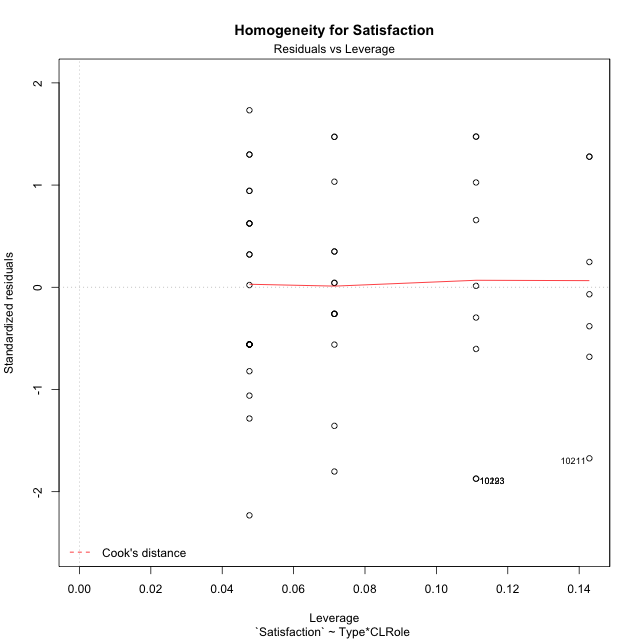 Homogeneity for Satisfaction
Residuals vs Leverage
Standardized residuals
2
1
0
-1
-2
10211
Cook's distance
0.00 0.02 0.04 0.06 0.08 0.10 0.12 0.14
Leverage
`Satisfaction` ~ Type*CLRole